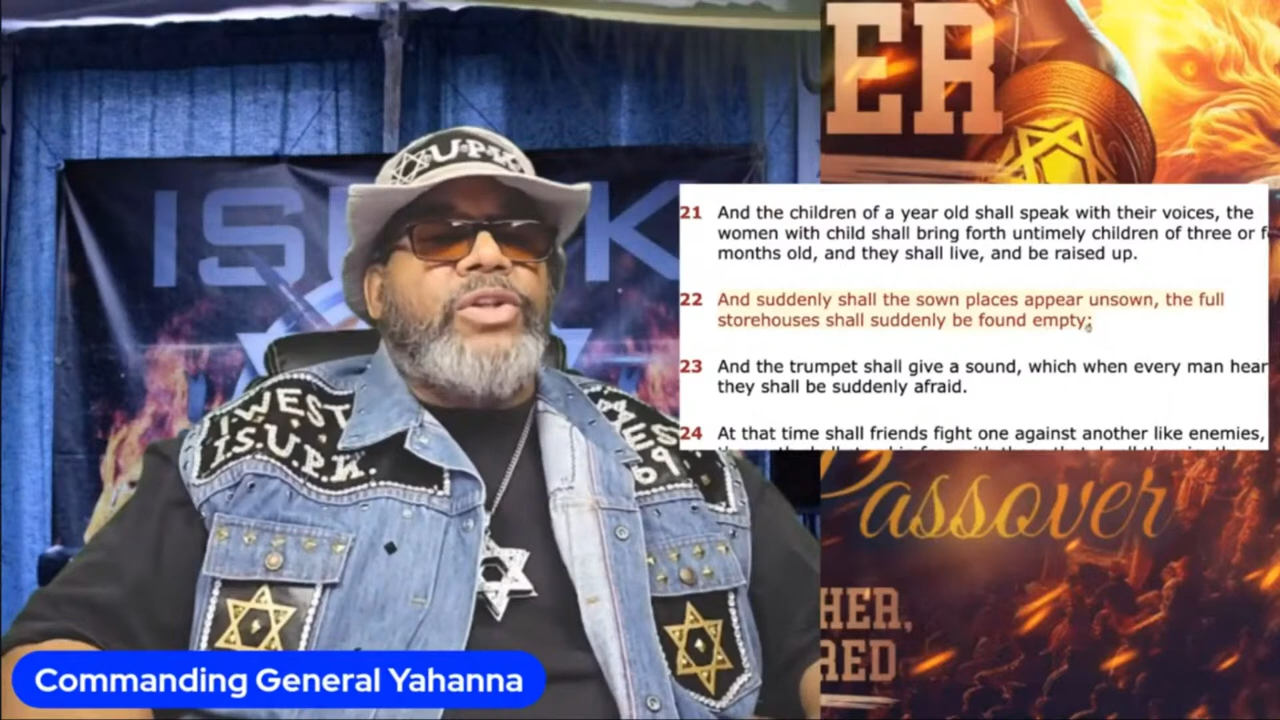 I.S.U.P.K.
ISUPK
1.WEST
I.S.U.P.K.
Commanding General Yahanna
ER
21 And the children of a year old shall speak with their voices, the
women with child shall bring forth untimely children of three or
months old, and they shall live, and be raised up.
22 And suddenly shall the sown places appear unsown, the full
storehouses shall suddenly be found empty:
23 And the trumpet shall give a sound, which when every man hear
they shall be suddenly afraid.
24 At that time shall friends fight one against another like enemies,
Passover
HER,
RED